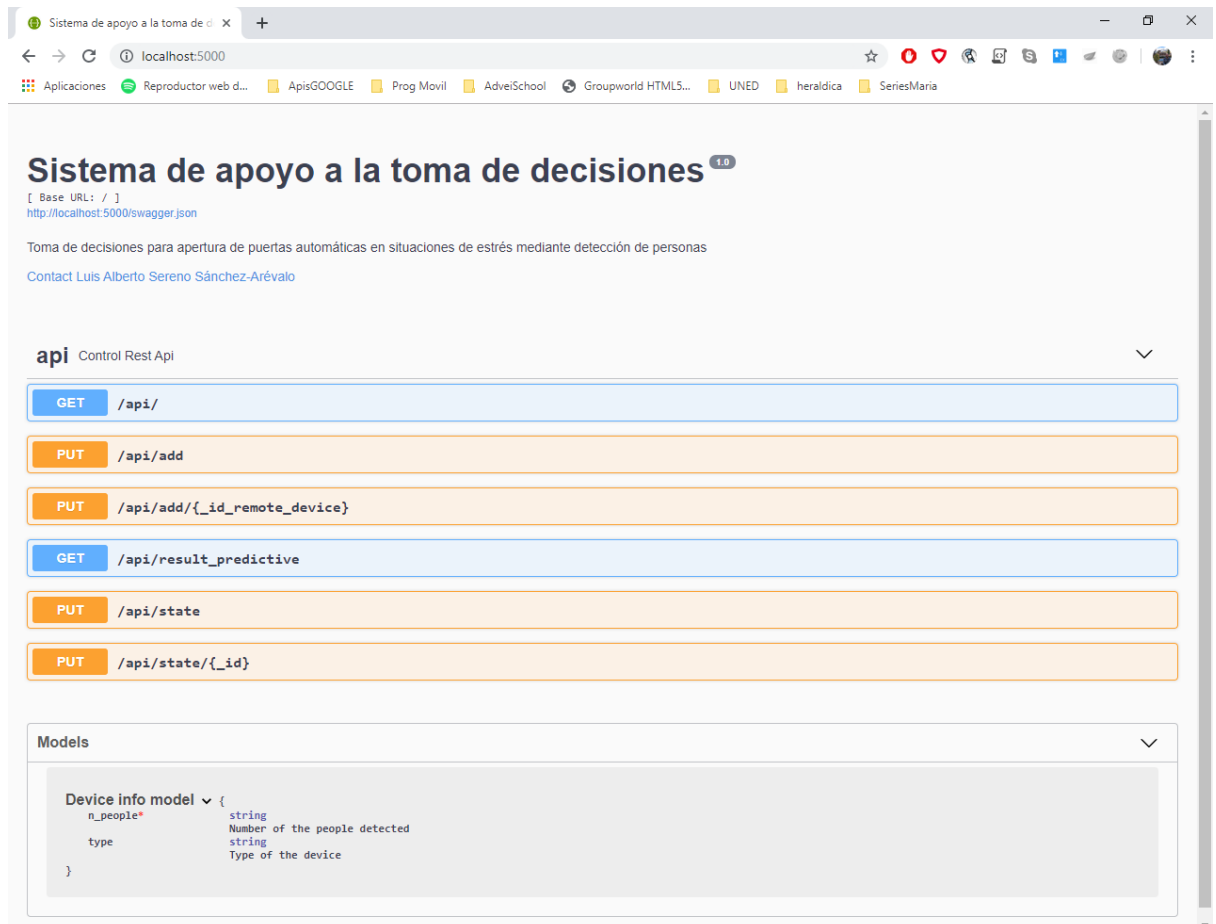 Sistema de apoyo a la toma de d
localhost:5000
Aplicaciones Reproductor web d... ApisGOOGLE Prog Movil AdveiSchool Groupworld HTML5... UNED heraldica SeriesMaria
Sistema de apoyo a la toma de decisiones 1.0
[ Base URL: / ]
http://localhost:5000/swagger.json
Toma de decisiones para apertura de puertas automáticas en situaciones de estrés mediante detección de personas
Contact Luis Alberto Sereno Sánchez-Arévalo
api Control Rest Api
GET /api/
PUT /api/add
PUT /api/add/{_id_remote_device}
GET /api/result_predictive
PUT /api/state
PUT /api/state/{_id}
Models
Device info model {
n_people* string
Number of the people detected
type string
Type of the device
}